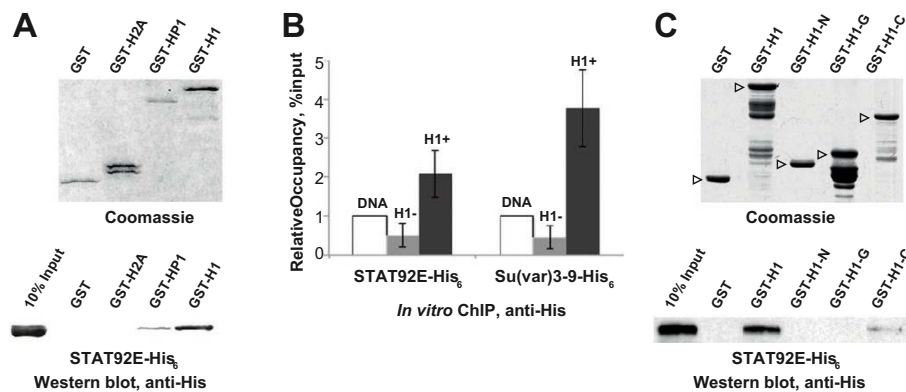 A
GST
GST-H2A
GST-HP1
GST-H1
Coomassie
10% Input
GST
GST-H2A
GST-HP1
GST-H1
STAT92E-His6
Western blot, anti-His
B
RelativeOccupancy, %input
5
4
3
2
1
0
DNA
H1-
H1+
DNA
H1-
H1+
STAT92E-His6
Su(var)3-9-His6
In vitro ChIP, anti-His
C
GST
GST-H1
GST-H1-N
GST-H1-G
GST-H1-C
Coomassie
10% Input
GST
GST-H1
GST-H1-N
GST-H1-G
GST-H1-C
STAT92E-His6
Western blot, anti-His